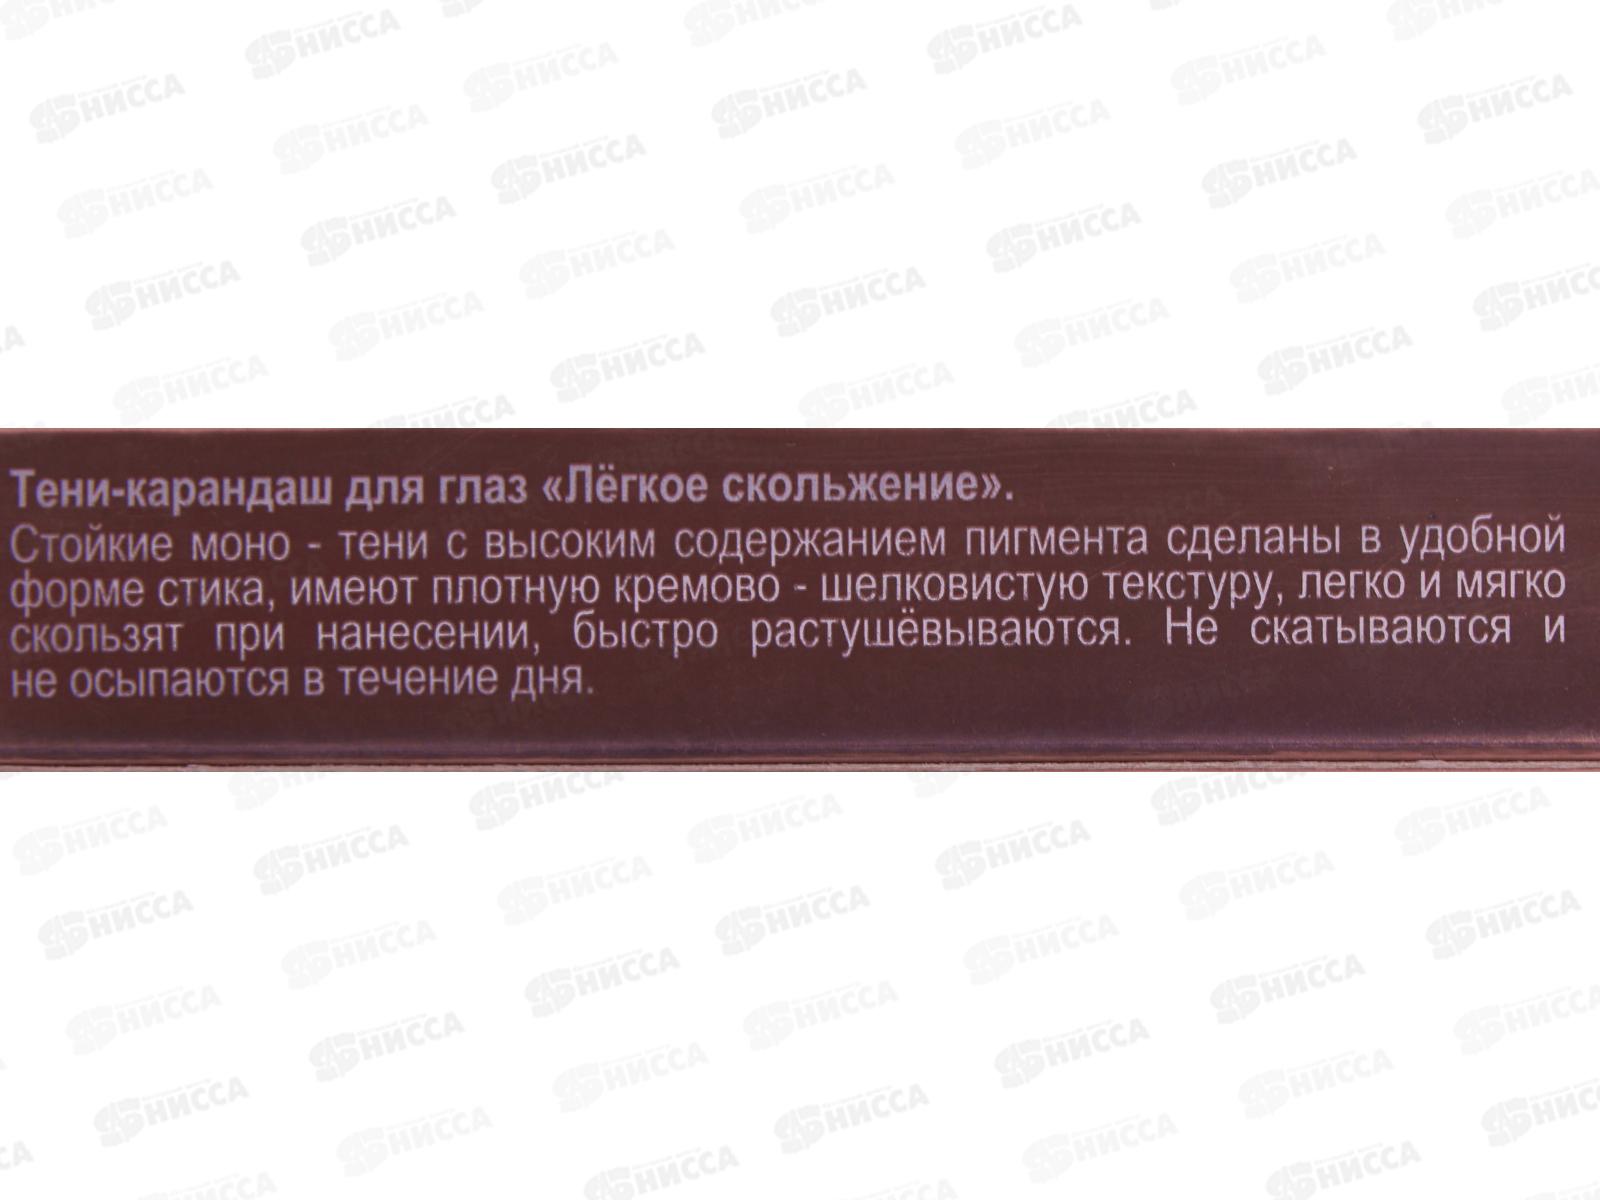 Тени-карандаш для глаз «Лёгкое скольжение».
Стойкие моно - тени с высоким содержанием пигмента сделаны в удобной
форме стика, имеют плотную кремово - шелковистую текстуру, легко и мягко
скользят при нанесении, быстро растушёвываются. Не скатываются и
не осыпаются в течение дня.